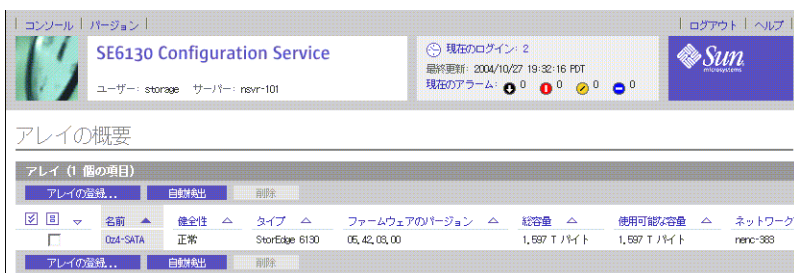 コンソール | バージョン |
| ログアウト | ヘルプ |
SE6130 Configuration Service
ユーザー: storage サーバー: nsvr-101
現在のログイン: 2
最終更新: 2004/10/27 19:32:16 PDT
現在のアラーム: 0 0 0 0
Sun
microsystems
アレイの概要
アレイ (1 個の項目)
アレイの登録... 自動検出 削除
名前 健全性 タイプ ファームウェアのバージョン 総容量 使用可能な容量 ネットワーク
Oz4-SATA 正常 StorEdge 6130 05,42,03,00 1,597 T バイト 1,597 T バイト nenc-383
アレイの登録... 自動検出 削除